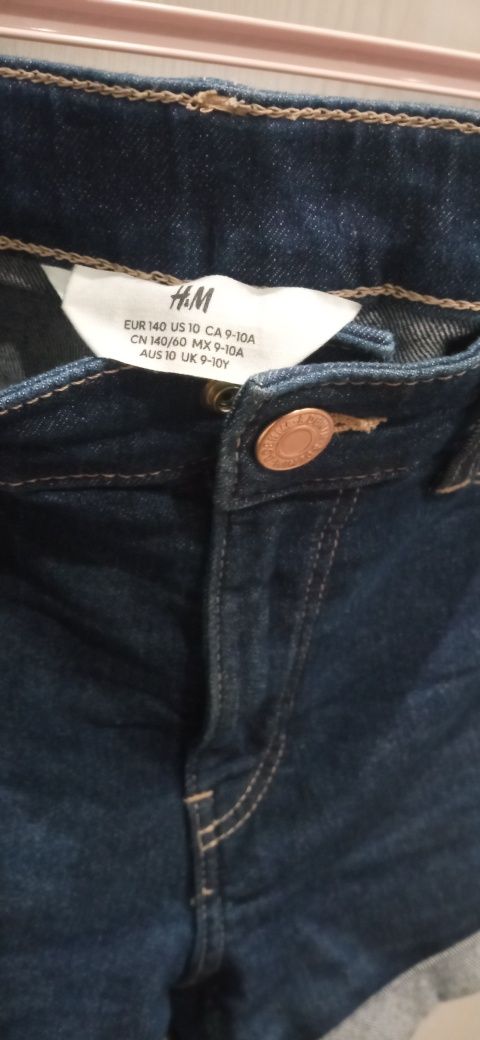 H&M
EUR 140 US 10 CA 9-10A
CN 140/60 MX 9-10A
AUS 10 UK 9-10Y